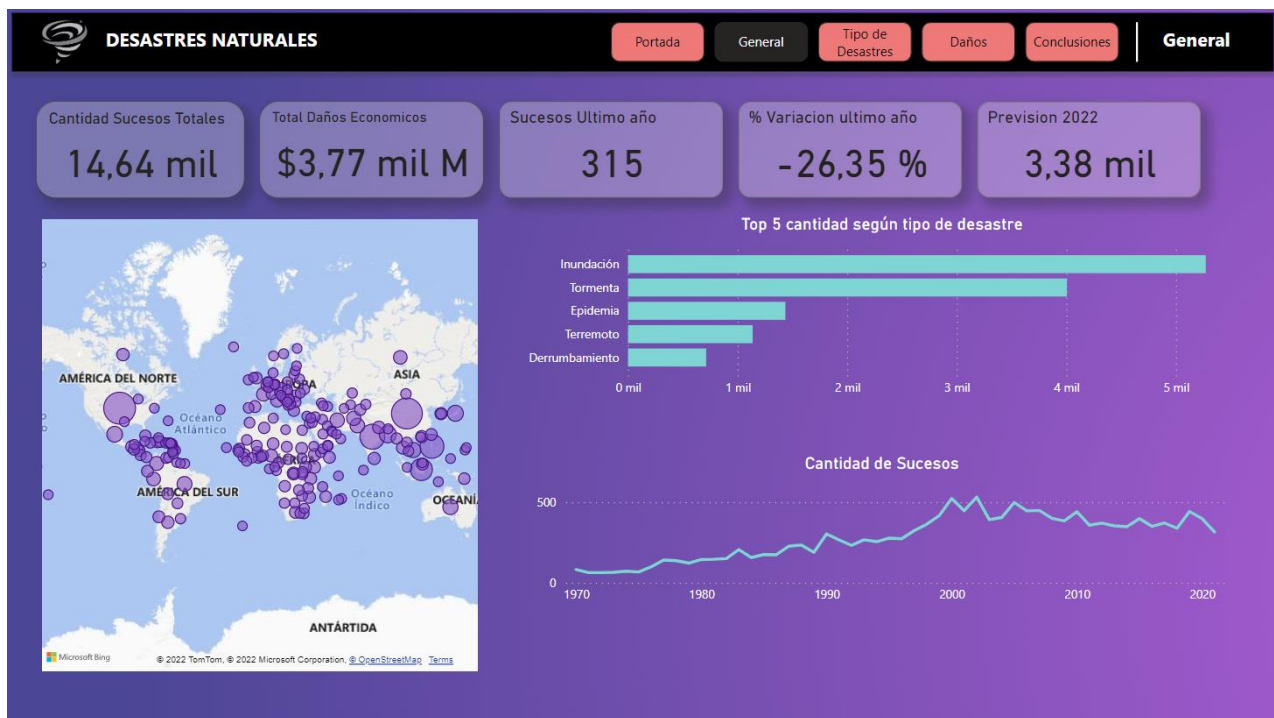 DESASTRES NATURALES
Portada
General
Tipo de
Desastres
Daños
Conclusiones
General
Cantidad Sucesos Totales
14,64 mil
Total Daños Economicos
$3,77 mil M
Sucesos Ultimo año
315
% Variacion ultimo año
-26,35 %
Prevision 2022
3,38 mil
AMÉRICA DEL NORTE
Océano
Atlántico
ASIA
AMÉRICA DEL SUR
Océano
Índico
ANTÁRTIDA
Microsoft Bing
© 2022 TomTom, © 2022 Microsoft Corporation, © OpenStreetMap Terms
Top 5 cantidad según tipo de desastre
Inundación
Tormenta
Epidemia
Terremoto
Derrumbamiento
0 mil 1 mil 2 mil 3 mil 4 mil 5 mil
Cantidad de Sucesos
500
0
1970 1980 1990 2000 2010 2020